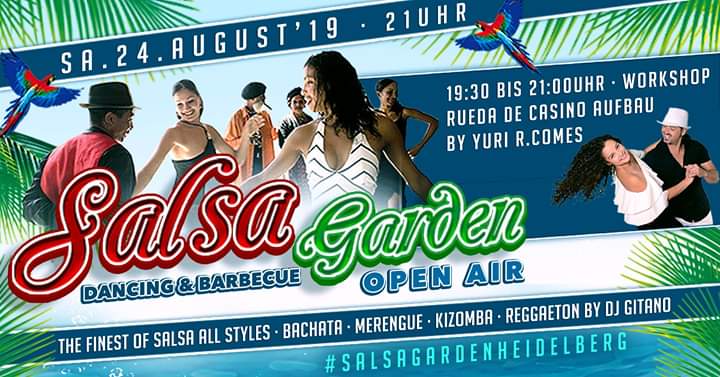 SA.24.AUGUST'19 · 21UHR
19:30 BIS 21:00UHR · WORKSHOP
RUEDA DE CASINO AUFBAU
BY YURI R.COMES
Salsa Garden
DANCING & BARBECUE OPEN AIR
THE FINEST OF SALSA ALL STYLES · BACHATA · MERENGUE · KIZOMBA · REGGAETON BY DJ GITANO
#SALSAGARDENHEIDELBERG